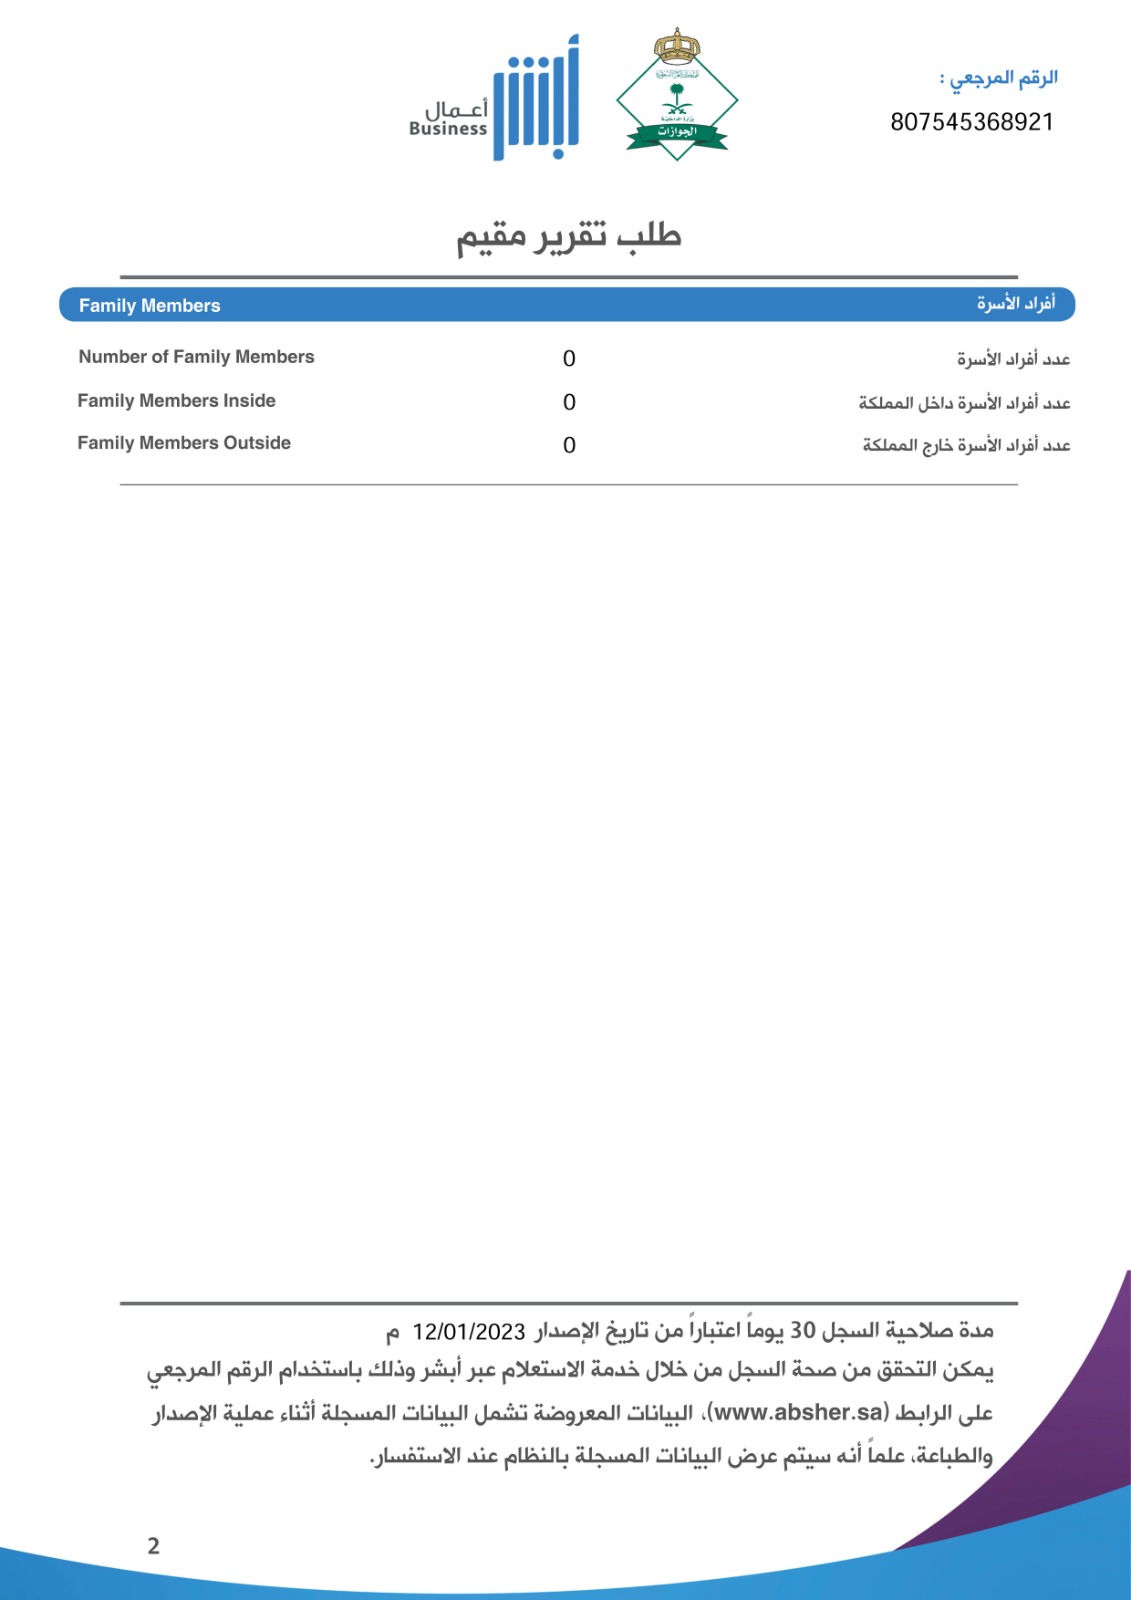 الرقم المرجعي :
807545368921
أبشر
أعـمـال
Business
وزارة الداخلية
الجوازات
طلب تقرير مقيم
Family Members أفراد الأسرة
Number of Family Members 0 عدد أفراد الأسرة
Family Members Inside 0 عدد أفراد الأسرة داخل المملكة
Family Members Outside 0 عدد أفراد الأسرة خارج المملكة
مدة صلاحية السجل 30 يوماً اعتباراً من تاريخ الإصدار 12/01/2023 م
يمكن التحقق من صحة السجل من خلال خدمة الاستعلام عبر أبشر وذلك باستخدام الرقم المرجعي
على الرابط (www.absher.sa)، البيانات المعروضة تشمل البيانات المسجلة أثناء عملية الإصدار
والطباعة، علماً أنه سيتم عرض البيانات المسجلة بالنظام عند الاستفسار.
2